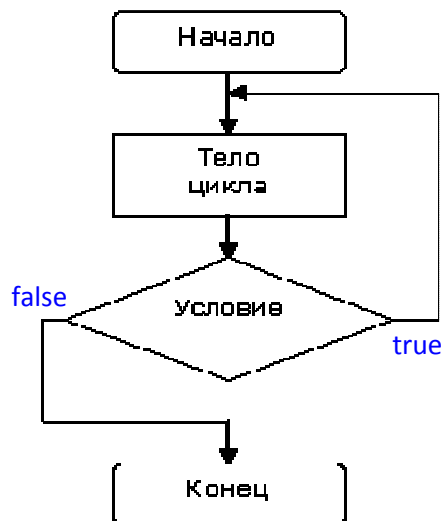 Начало
Тело
цикла
false
Условие
true
Конец